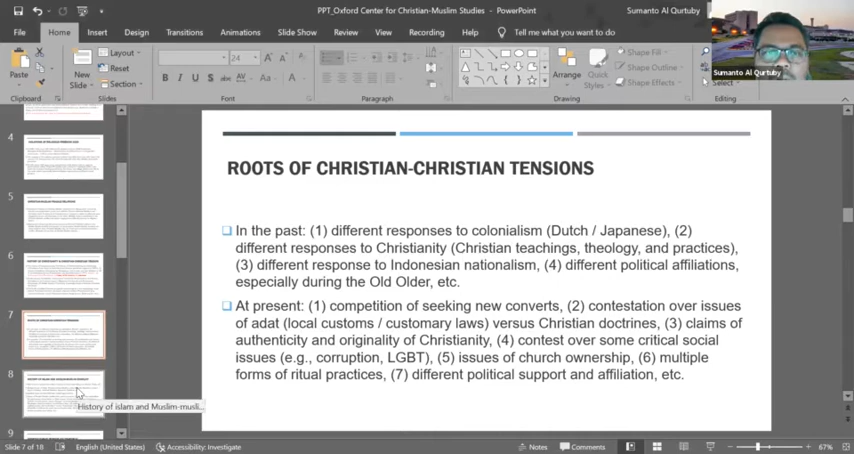 PPT_Oxford Center for Christian-Muslim Studies - PowerPoint
Sumanto Al Qurtuby
File Home Insert Design Transitions Animations Slide Show Review View Recording Help Tell me what you want to do
Paste
New
Slide
Layout
Reset
Section
24
B I U S abc AV Aa A
Arrange
Quick
Styles
Shape Fill
Shape Outline
Shape Effects
Select
Clipboard Slides Font Paragraph Drawing Editing
Sumanto Al Qurtuby
4
5
6
7
8
9
History of islam and Muslim-musli...
ROOTS OF CHRISTIAN-CHRISTIAN TENSIONS
In the past: (1) different responses to colonialism (Dutch / Japanese), (2)
different responses to Christianity (Christian teachings, theology, and practices),
(3) different response to Indonesian nationalism, (4) different political affiliations,
especially during the Old Older, etc.
At present: (1) competition of seeking new converts, (2) contestation over issues
of adat (local customs / customary laws) versus Christian doctrines, (3) claims of
authenticity and originality of Christianity, (4) contest over some critical social
issues (e.g., corruption, LGBT), (5) issues of church ownership, (6) multiple
forms of ritual practices, (7) different political support and affiliation, etc.
Slide 7 of 18 English (United States) Accessibility: Investigate Notes Comments 67%